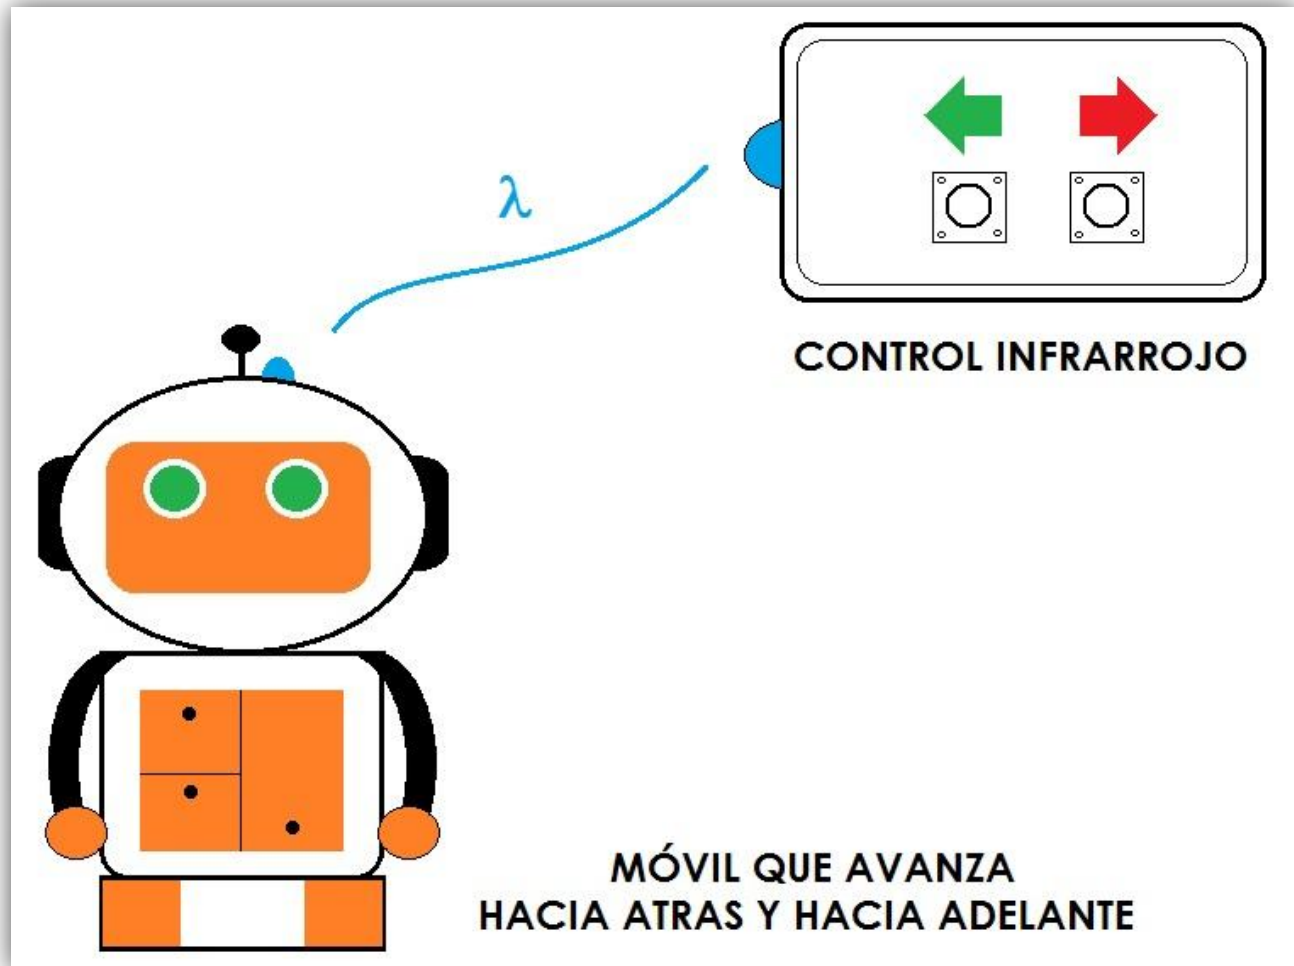 λ
CONTROL INFRARROJO
MÓVIL QUE AVANZA
HACIA ATRAS Y HACIA ADELANTE